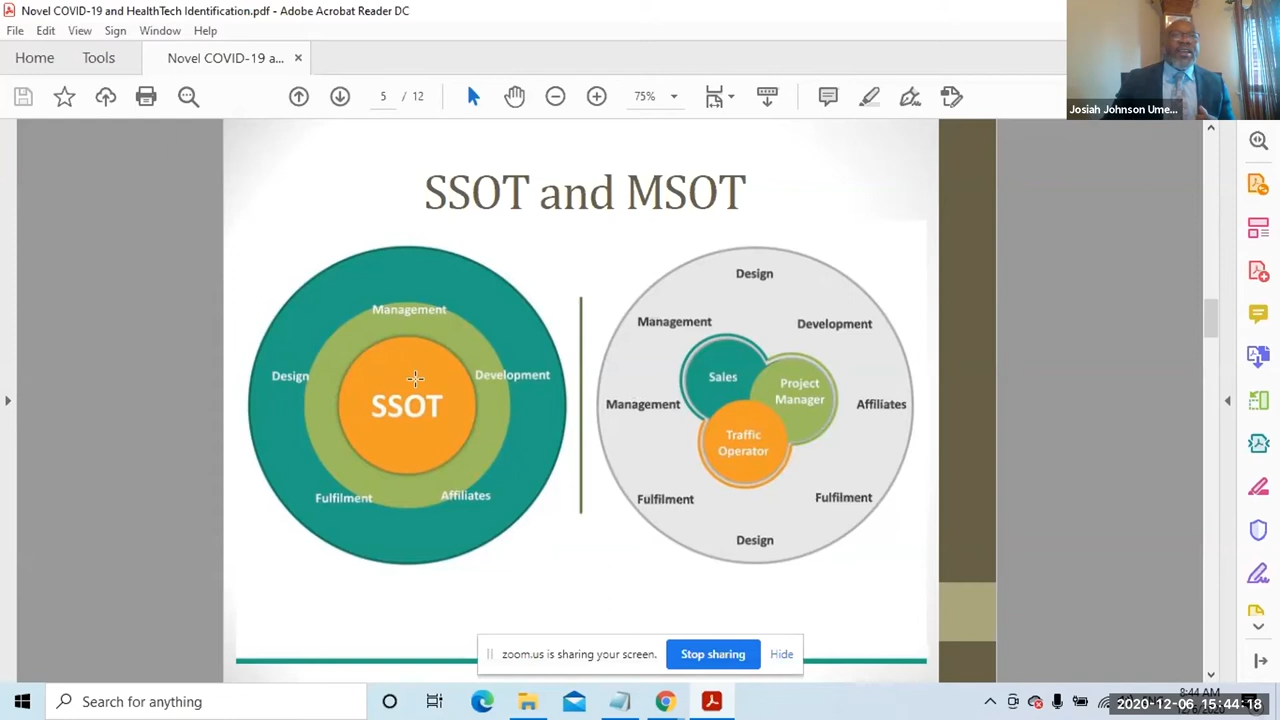 Novel COVID-19 and HealthTech Identification.pdf - Adobe Acrobat Reader DC
File Edit View Sign Window Help
Home Tools Novel COVID-19 a... ×
5 / 12 75%
Josiah Johnson Ume...
SSOT and MSOT
Management
Design
Development
SSOT
Fulfilment
Affiliates
Design
Management
Development
Sales
Project
Manager
Management
Affiliates
Traffic
Operator
Fulfilment
Fulfilment
Design
zoom.us is sharing your screen. Stop sharing Hide
Search for anything
8:44 AM
2020-12-06 15:44:18